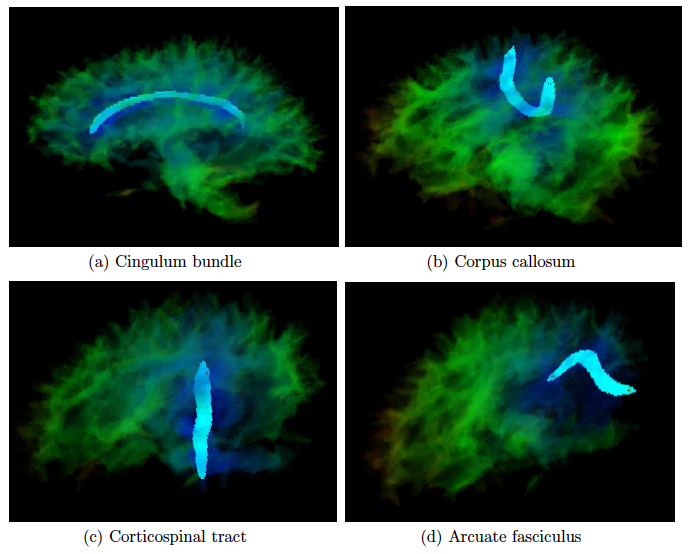 (a) Cingulum bundle
(b) Corpus callosum
(c) Corticospinal tract
(d) Arcuate fasciculus